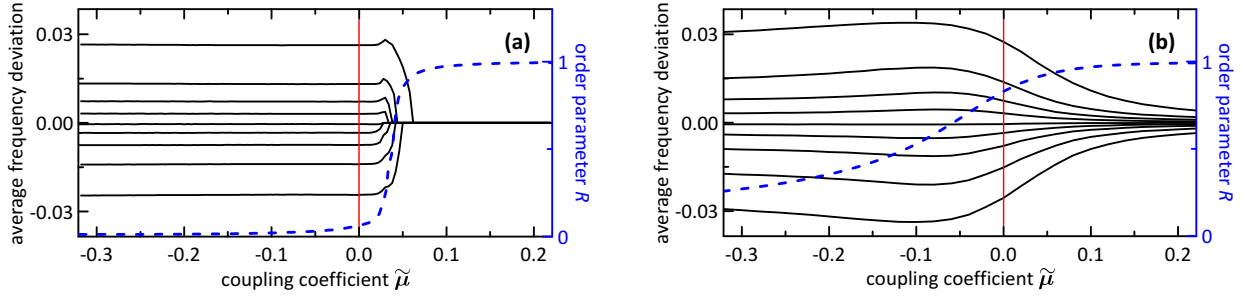 (a)
average frequency deviation
0.03
0.00
-0.03
-0.3
-0.2
-0.1
0.0
0.1
0.2
coupling coefficient μ̃
1
0
order parameter R
(b)
average frequency deviation
0.03
0.00
-0.03
-0.3
-0.2
-0.1
0.0
0.1
0.2
coupling coefficient μ̃
1
0
order parameter R